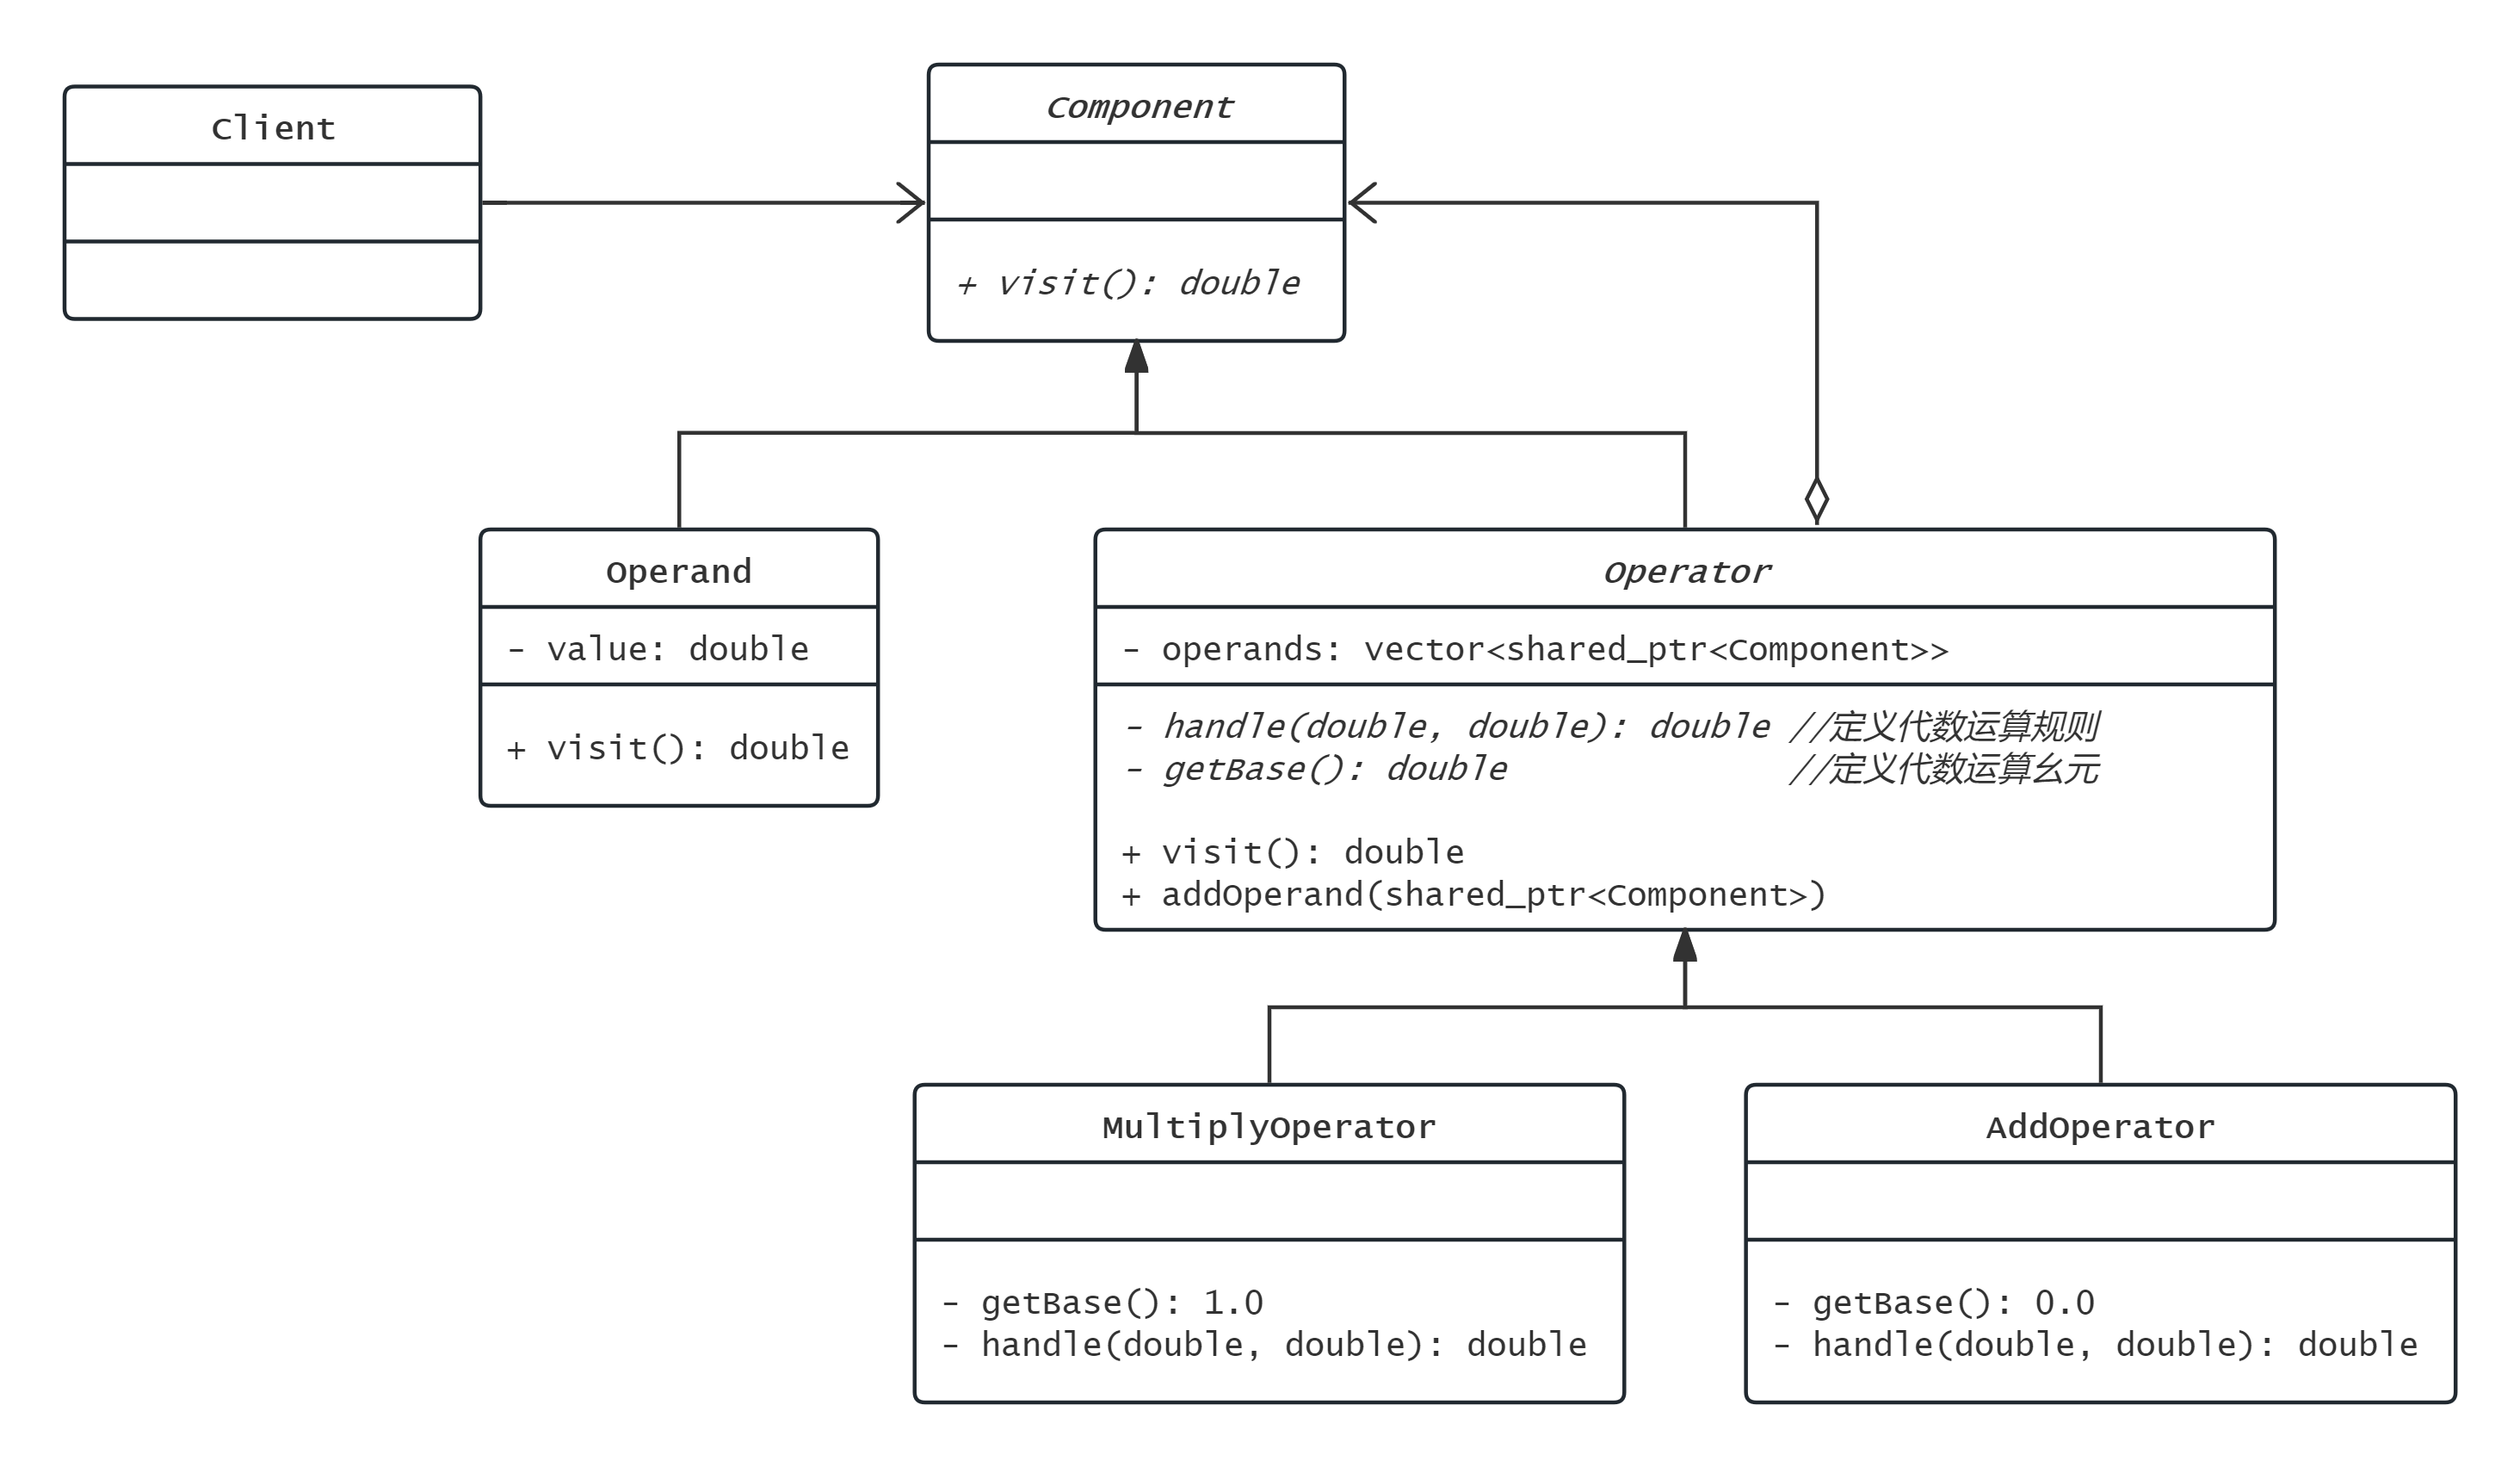 Client
Component
+ visit(): double
Operand
- value: double
+ visit(): double
Operator
- operands: vector<shared_ptr<Component>>
- handle(double, double): double //定义代数运算规则
- getBase(): double //定义代数运算幺元
+ visit(): double
+ addOperand(shared_ptr<Component>)
MultiplyOperator
- getBase(): 1.0
- handle(double, double): double
AddOperator
- getBase(): 0.0
- handle(double, double): double